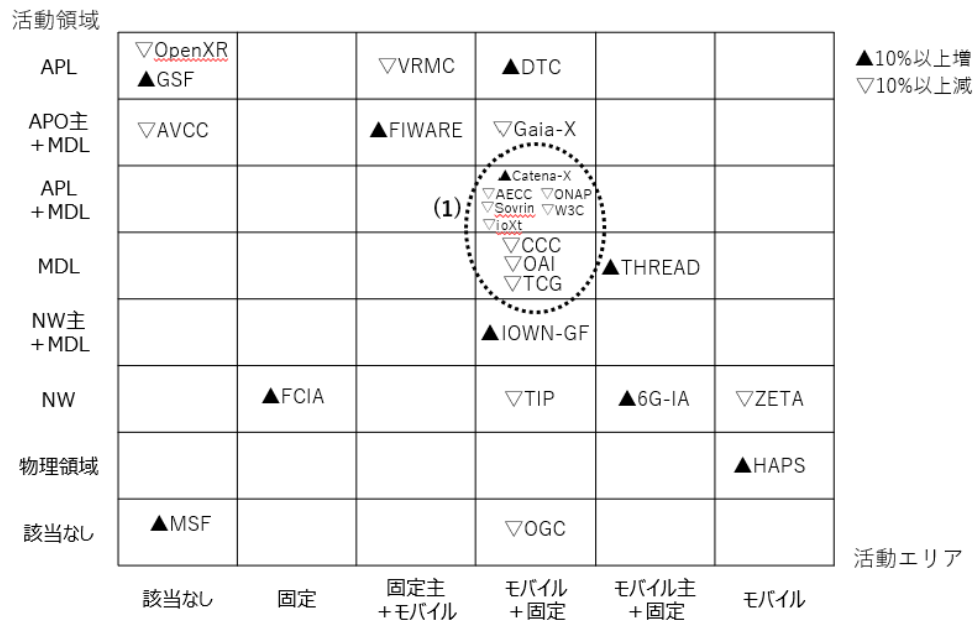 活動領域
▲10%以上増
▽10%以上減
APL
▽OpenXR
▲GSF
▽VRMC
▲DTC
APO主
+MDL
▽AVCC
▲FIWARE
▽Gaia-X
APL
+MDL
(1)
▲Catena-X
▽AECC ▽ONAP
▽Sovrin ▽W3C
▽ioXt
MDL
▽CCC
▽OAI
▽TCG
▲THREAD
NW主
+MDL
▲IOWN-GF
NW
▲FCIA
▽TIP
▲6G-IA
▽ZETA
物理領域
▲HAPS
該当なし
▲MSF
▽OGC
活動エリア
該当なし
固定
固定主
+モバイル
モバイル
+固定
モバイル主
+固定
モバイル